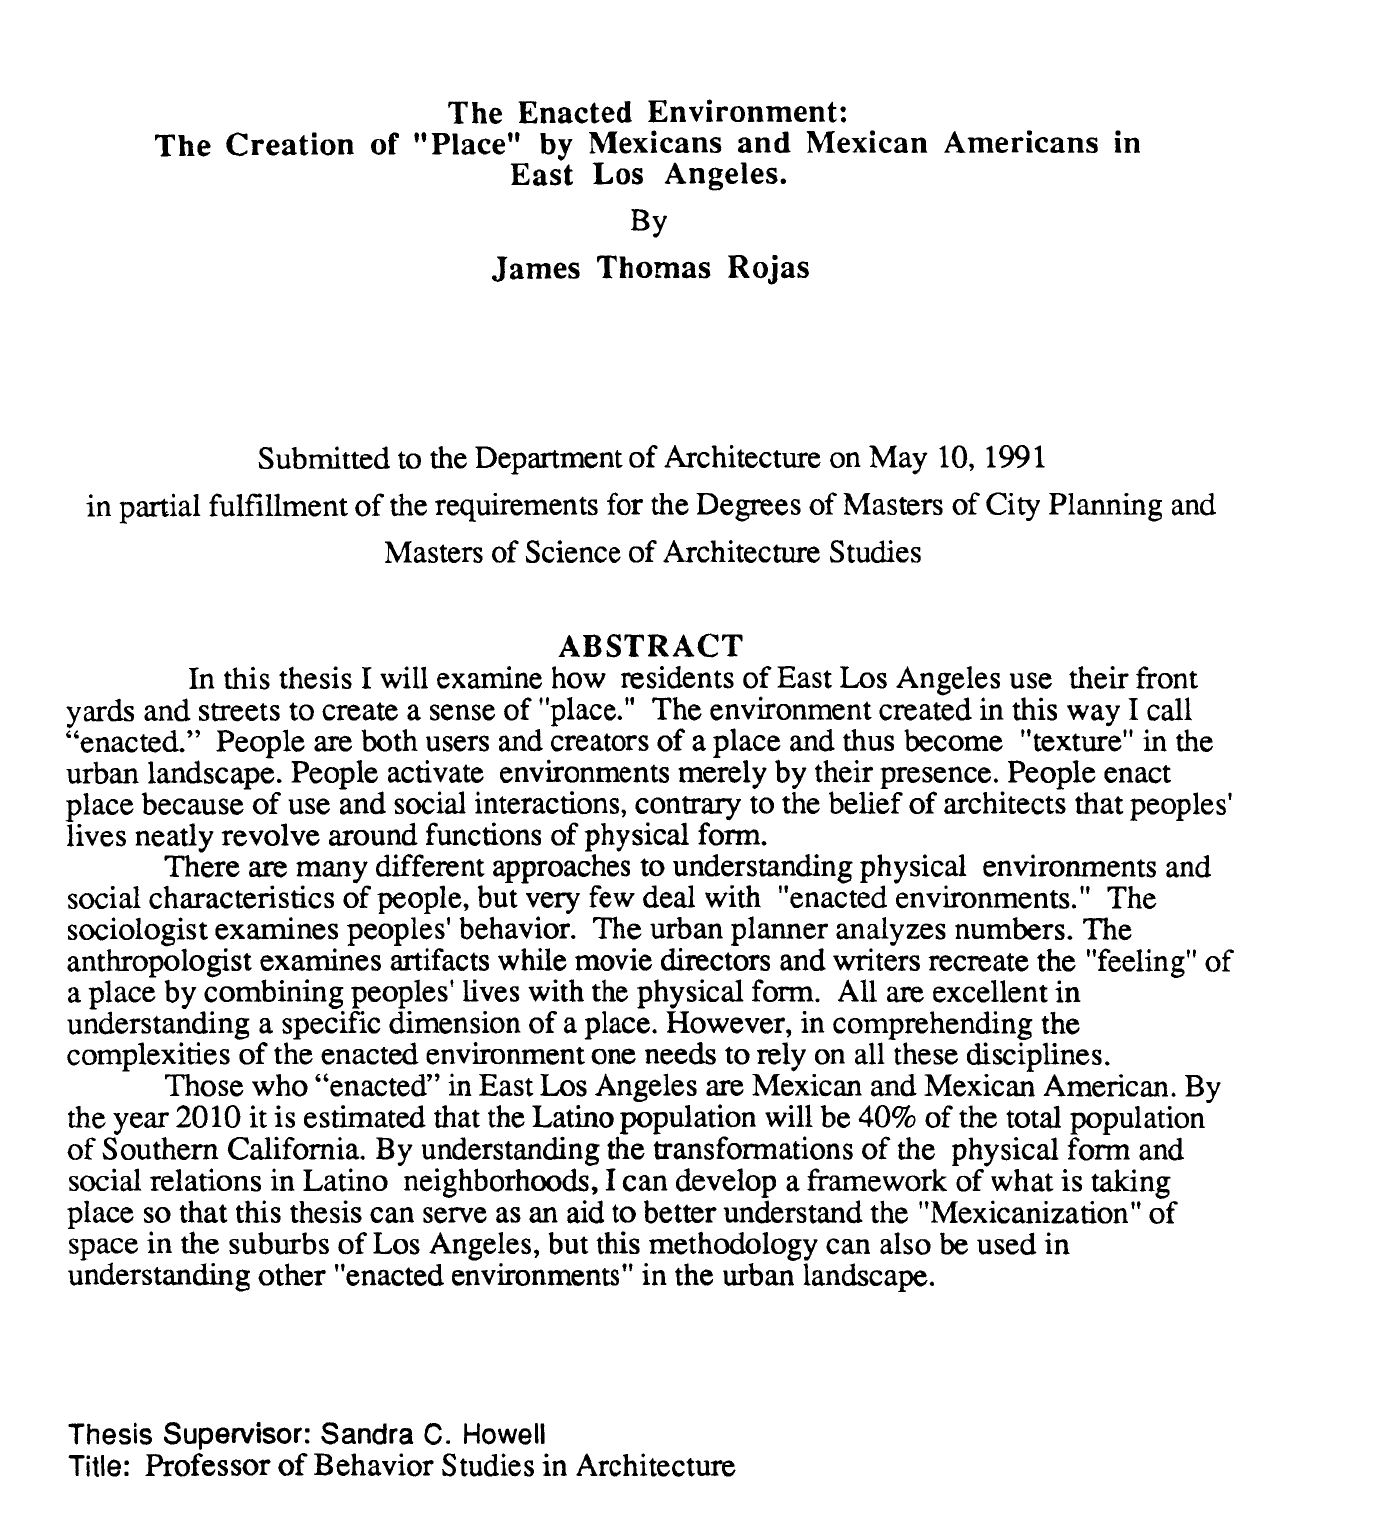 The Enacted Environment:
The Creation of "Place" by Mexicans and Mexican Americans in
East Los Angeles.
By
James Thomas Rojas
Submitted to the Department of Architecture on May 10, 1991
in partial fulfillment of the requirements for the Degrees of Masters of City Planning and
Masters of Science of Architecture Studies
ABSTRACT
In this thesis I will examine how residents of East Los Angeles use their front
yards and streets to create a sense of "place." The environment created in this way I call
“enacted.” People are both users and creators of a place and thus become "texture" in the
urban landscape. People activate environments merely by their presence. People enact
place because of use and social interactions, contrary to the belief of architects that peoples'
lives neatly revolve around functions of physical form.
There are many different approaches to understanding physical environments and
social characteristics of people, but very few deal with "enacted environments." The
sociologist examines peoples' behavior. The urban planner analyzes numbers. The
anthropologist examines artifacts while movie directors and writers recreate the "feeling" of
a place by combining peoples' lives with the physical form. All are excellent in
understanding a specific dimension of a place. However, in comprehending the
complexities of the enacted environment one needs to rely on all these disciplines.
Those who “enacted” in East Los Angeles are Mexican and Mexican American. By
the year 2010 it is estimated that the Latino population will be 40% of the total population
of Southern California. By understanding the transformations of the physical form and
social relations in Latino neighborhoods, I can develop a framework of what is taking
place so that this thesis can serve as an aid to better understand the "Mexicanization" of
space in the suburbs of Los Angeles, but this methodology can also be used in
understanding other "enacted environments" in the urban landscape.
Thesis Supervisor: Sandra C. Howell
Title: Professor of Behavior Studies in Architecture